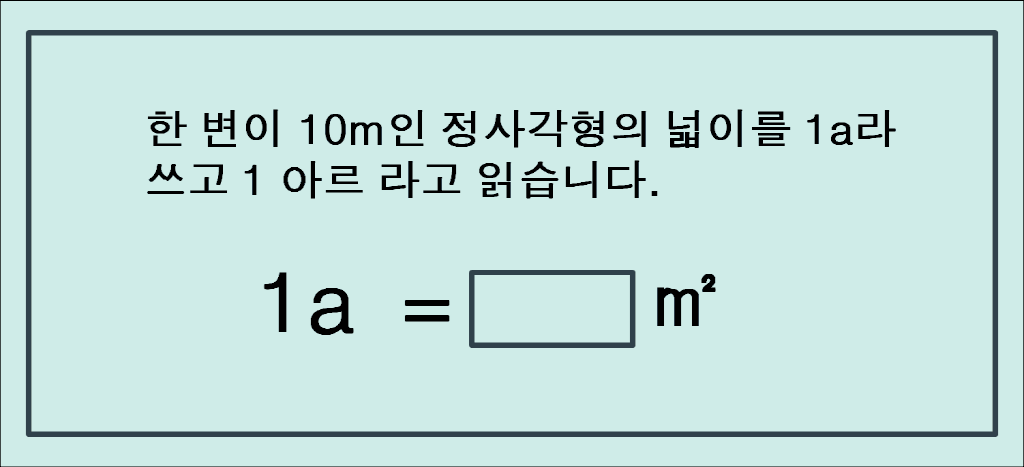 한 변이 10m인 정사각형의 넓이를 1a라
쓰고 1 아르 라고 읽습니다.
1a = m²